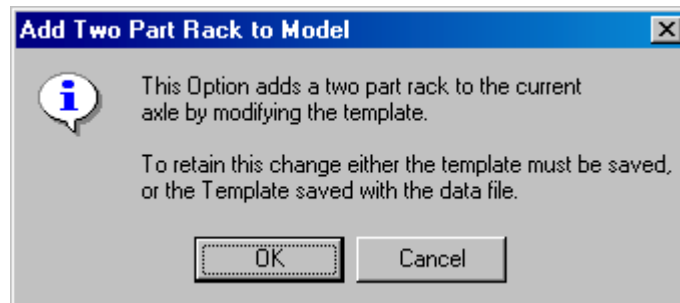 Add Two Part Rack to Model
This Option adds a two part rack to the current
axle by modifying the template.
To retain this change either the template must be saved,
or the Template saved with the data file.
OK
Cancel